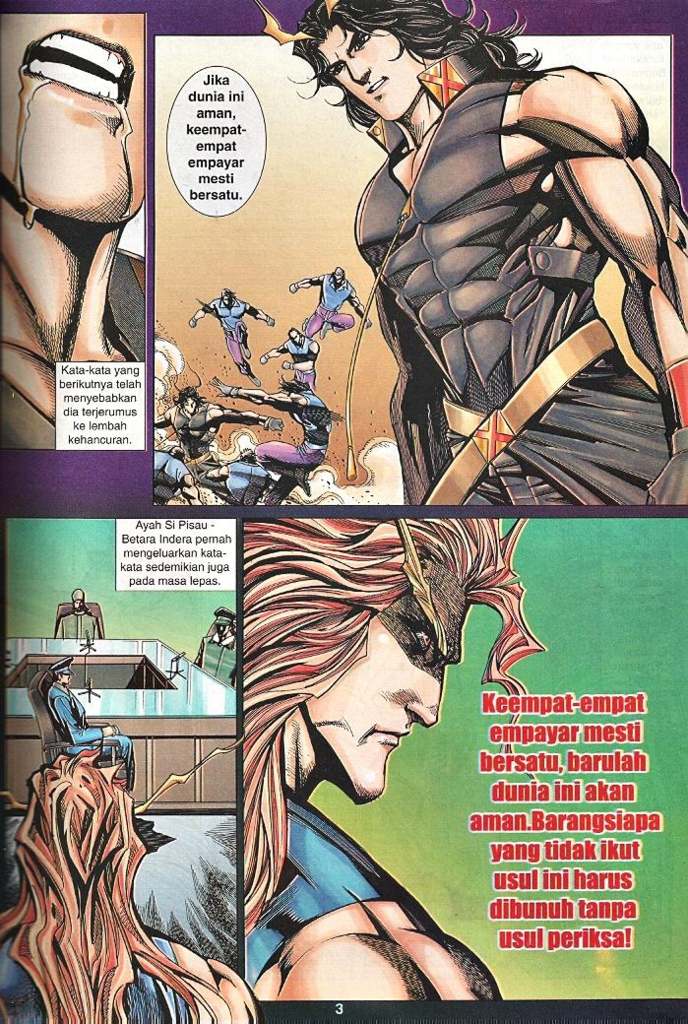 Jika
dunia ini
aman,
keempat-
empat
empayar
mesti
bersatu.
Kata-kata yang
berikutnya telah
menyebabkan
dia terjerumus
ke lembah
kehancuran.
Ayah Si Pisau -
Betara Indera pernah
mengeluarkan kata-
kata sedemikian juga
pada masa lepas.
Keempat-empat
empayar mesti
bersatu, barulah
dunia ini akan
aman.Barangsiapa
yang tidak ikut
usul ini harus
dibunuh tanpa
usul periksa!
3